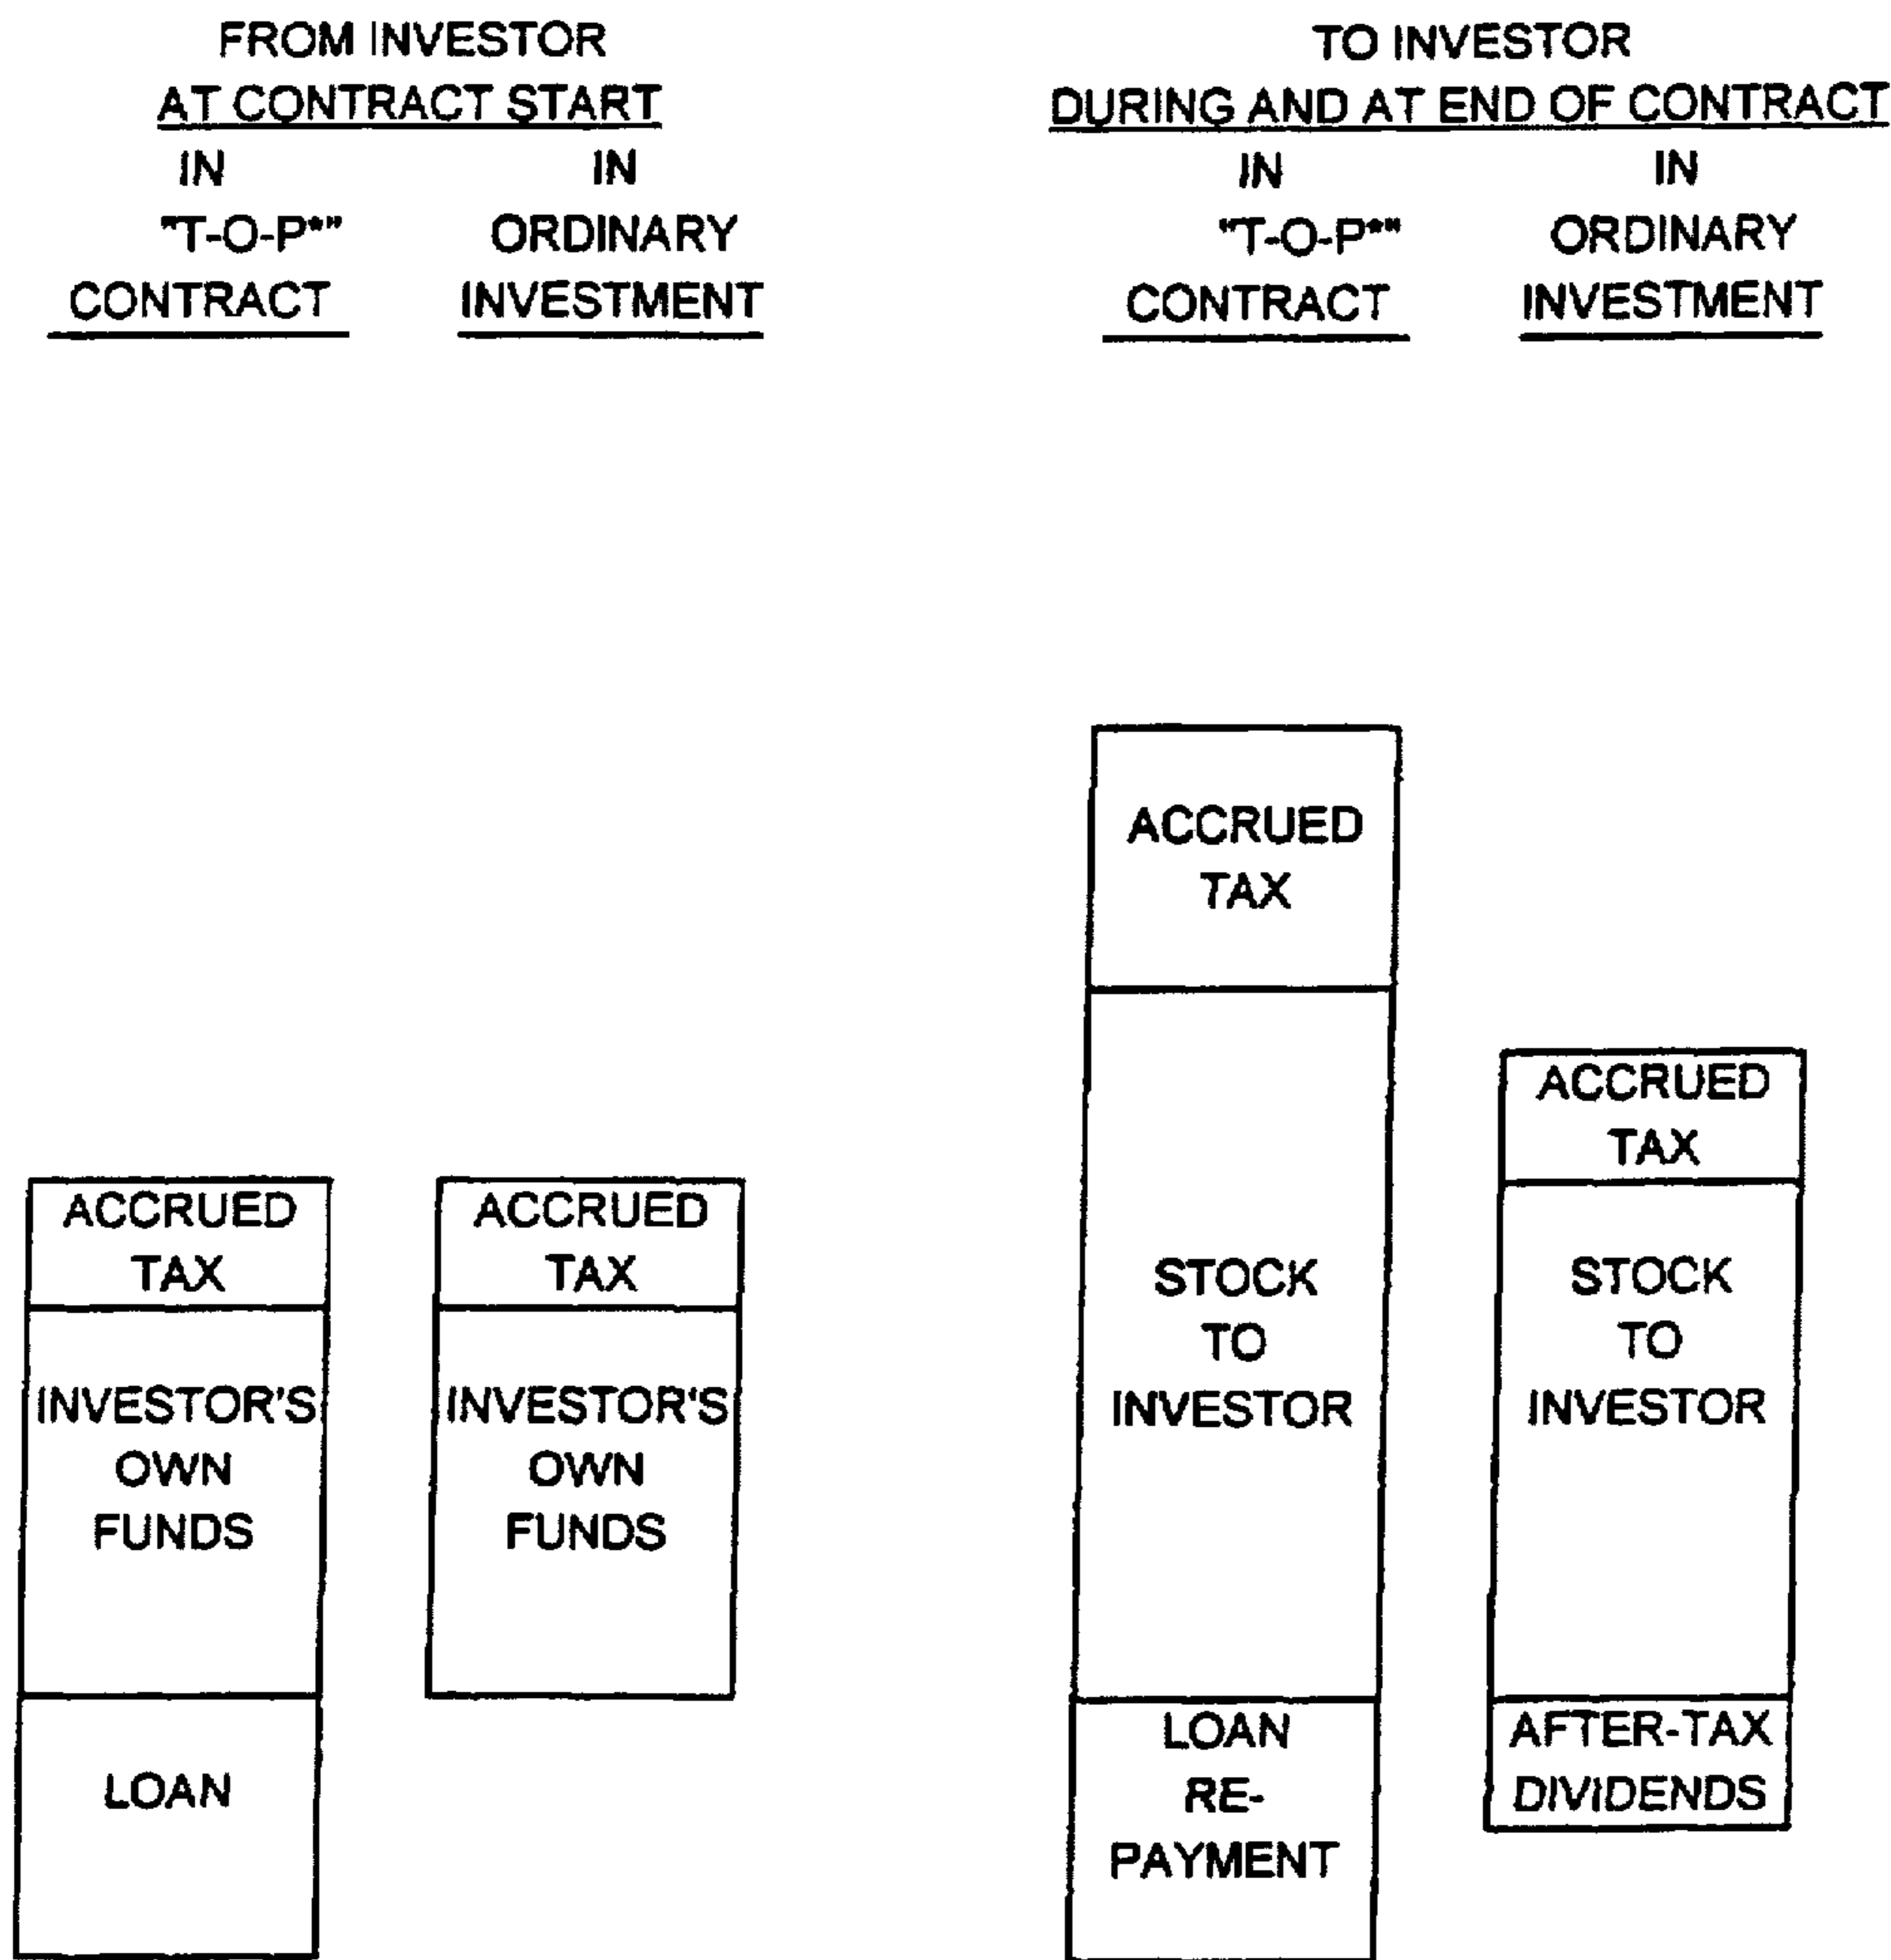 FROM INVESTOR
AT CONTRACT START
IN
"T-O-P*"
CONTRACT
IN
ORDINARY
INVESTMENT
TO INVESTOR
DURING AND AT END OF CONTRACT
IN
"T-O-P*"
CONTRACT
IN
ORDINARY
INVESTMENT
ACCRUED
TAX
INVESTOR'S
OWN
FUNDS
LOAN
ACCRUED
TAX
INVESTOR'S
OWN
FUNDS
ACCRUED
TAX
STOCK
TO
INVESTOR
LOAN
RE-
PAYMENT
ACCRUED
TAX
STOCK
TO
INVESTOR
AFTER-TAX
DIVIDENDS